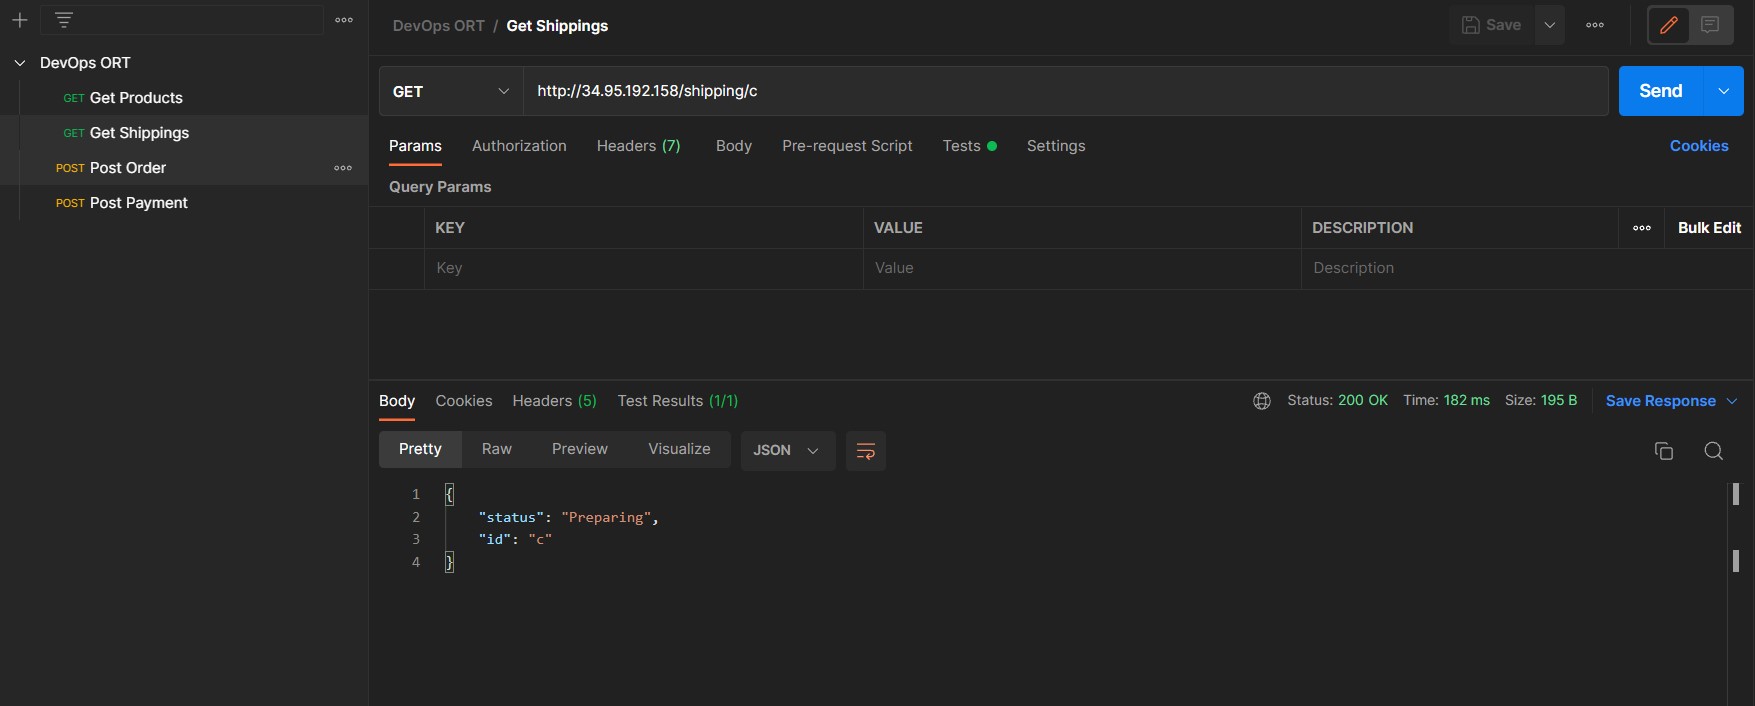 DevOps ORT
GET Get Products
GET Get Shippings
POST Post Order
POST Post Payment
DevOps ORT / Get Shippings
Save
GET
http://34.95.192.158/shipping/c
Send
Params Authorization Headers (7) Body Pre-request Script Tests Settings Cookies
Query Params
KEY VALUE DESCRIPTION Bulk Edit
Key Value Description
Body Cookies Headers (5) Test Results (1/1) Status: 200 OK Time: 182 ms Size: 195 B Save Response
Pretty Raw Preview Visualize JSON
1 {
2 "status": "Preparing",
3 "id": "c"
4 }